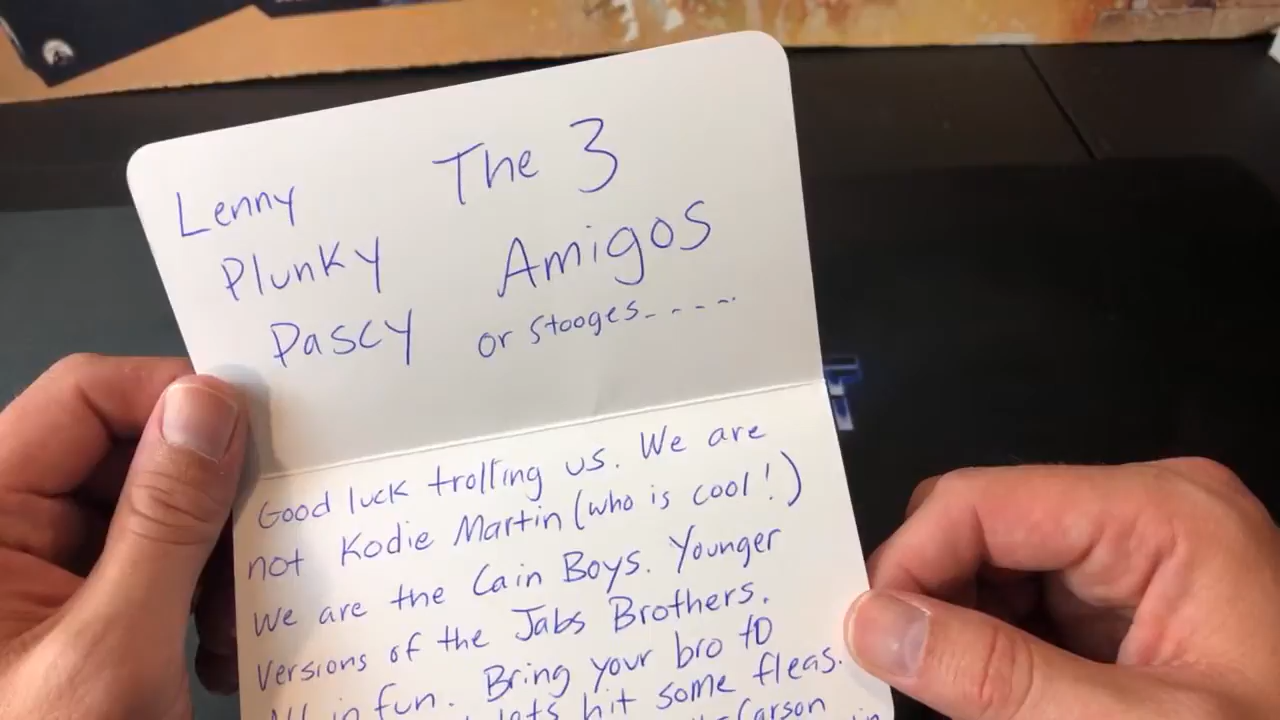 Lenny
Plunky
Pascy
The 3
Amigos
or Stooges.....
Good luck trolling us. We are
not Kodie Martin (who is cool!)
We are the Cain Boys. Younger
Versions of the Jabs Brothers.
All in fun. Bring your bro to
lets hit some fleas.
Carson